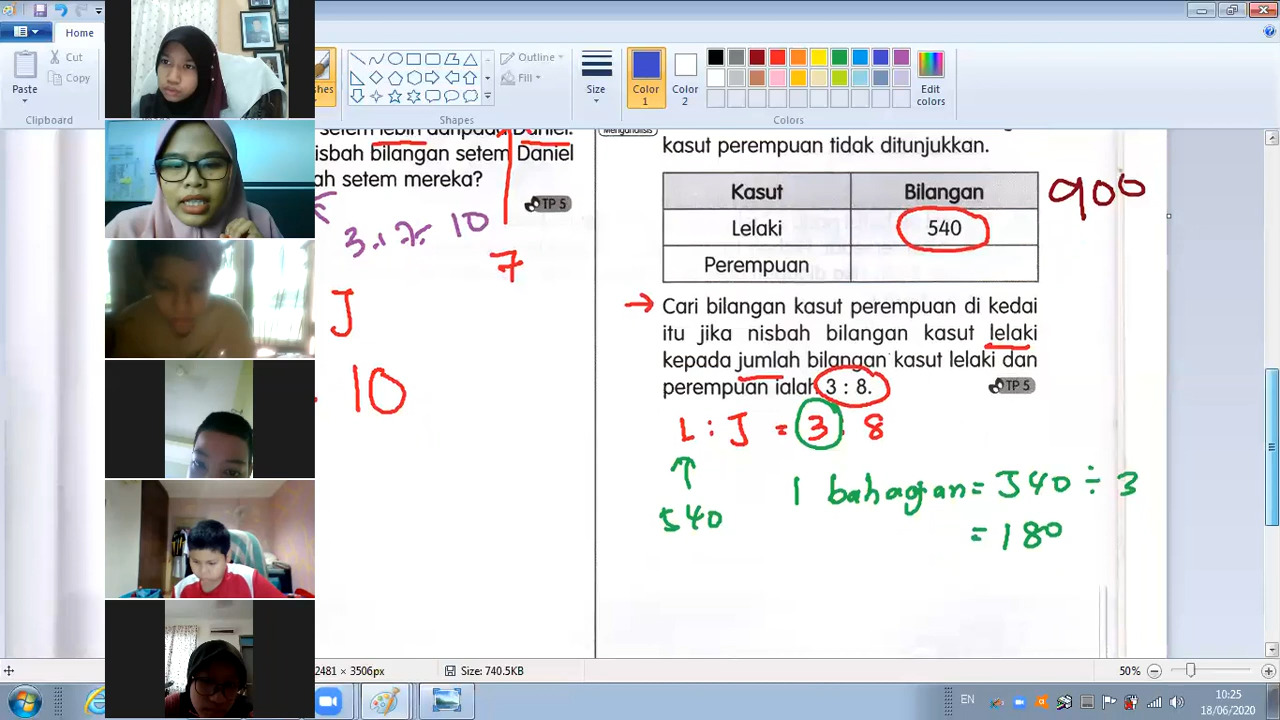 Home
Paste
Cut
Copy
Clipboard
shes
Outline
Fill
Shapes
Size
Color 1
Color 2
Edit colors
Colors
setem lebih daripada Daniel.
isbah bilangan setem Daniel
ah setem mereka?
TP 5
3 : 7 : 10
7
J
10
Menganalisis
kasut perempuan tidak ditunjukkan.
Kasut Bilangan
Lelaki 540
Perempuan
900
Cari bilangan kasut perempuan di kedai
itu jika nisbah bilangan kasut lelaki
kepada jumlah bilangan kasut lelaki dan
perempuan ialah 3 : 8.
TP 5
L : J = 3 : 8
540
1 bahagian = 540 ÷ 3
= 180
2481 × 3506px
Size: 740.5KB
50%
EN
10:25
18/06/2020